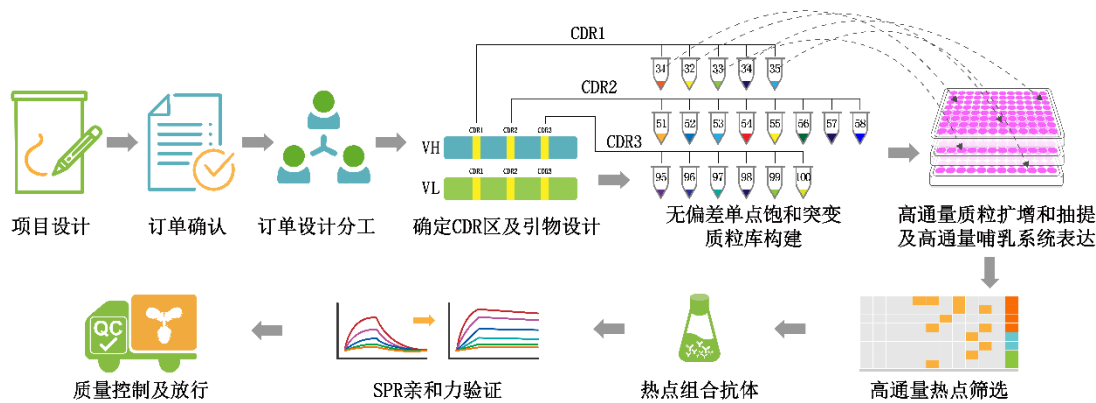 CDR1
34 32 33 34 35
CDR2
51 52 53 54 55 56 57 58
CDR3
95 96 97 98 99 100
CDR1 CDR2 CDR3
VH
CDR1 CDR2 CDR3
VL
项目设计
订单确认
订单设计分工
确定CDR区及引物设计
无偏差单点饱和突变
质粒库构建
高通量质粒扩增和抽提
及高通量哺乳系统表达
QC
质量控制及放行
SPR亲和力验证
热点组合抗体
高通量热点筛选